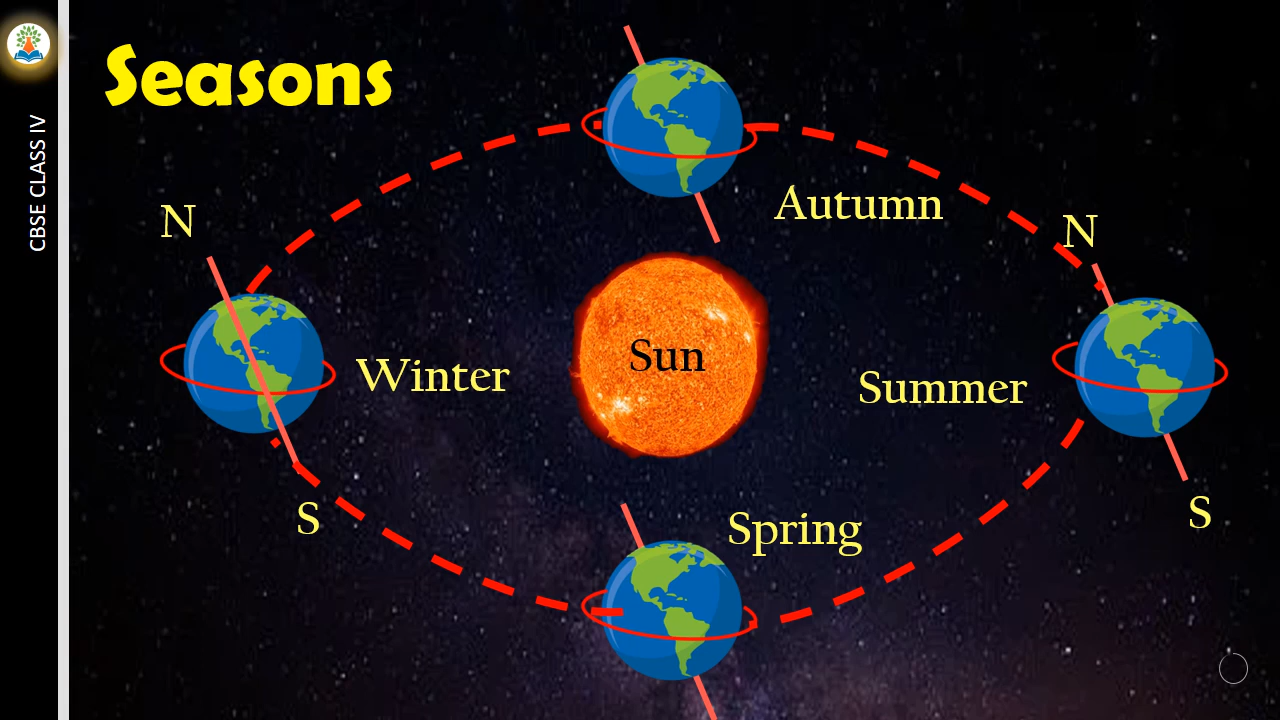 Seasons
CBSE CLASS IV
Autumn
N
N
Sun
Winter
Summer
S
S
Spring